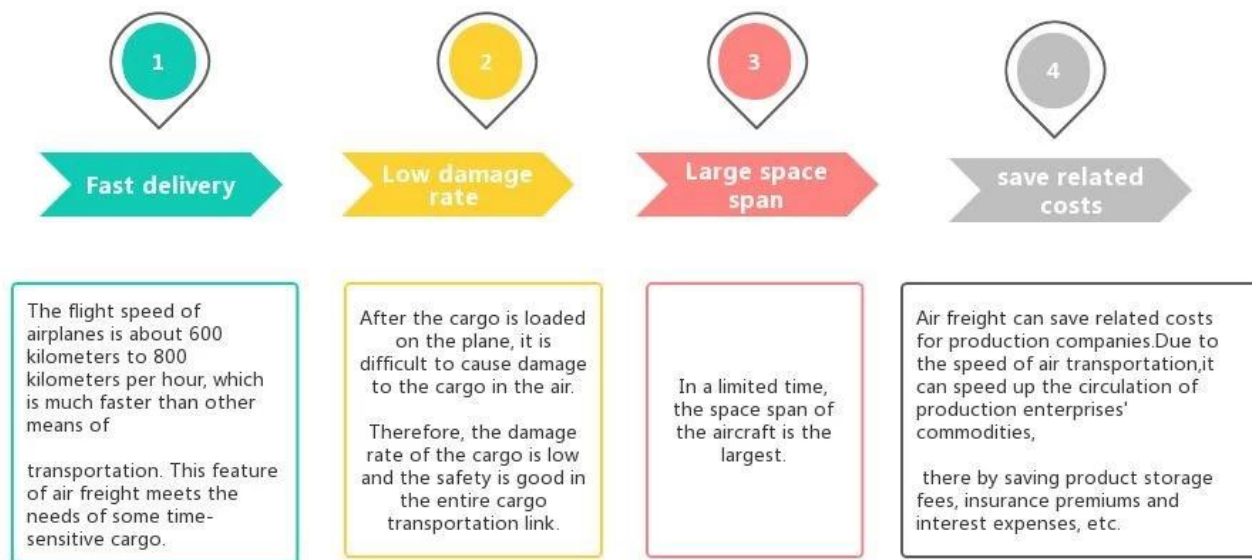 1
Fast delivery
The flight speed of
airplanes is about 600
kilometers to 800
kilometers per hour, which
is much faster than other
means of
transportation. This feature
of air freight meets the
needs of some time-
sensitive cargo.
2
Low damage
rate
After the cargo is loaded
on the plane, it is
difficult to cause damage
to the cargo in the air.
Therefore, the damage
rate of the cargo is low
and the safety is good in
the entire cargo
transportation link.
3
Large space
span
In a limited time,
the space span of
the aircraft is the
largest.
4
save related
costs
Air freight can save related costs
for production companies.Due to
the speed of air transportation,it
can speed up the circulation of
production enterprises'
commodities,
there by saving product storage
fees, insurance premiums and
interest expenses, etc.